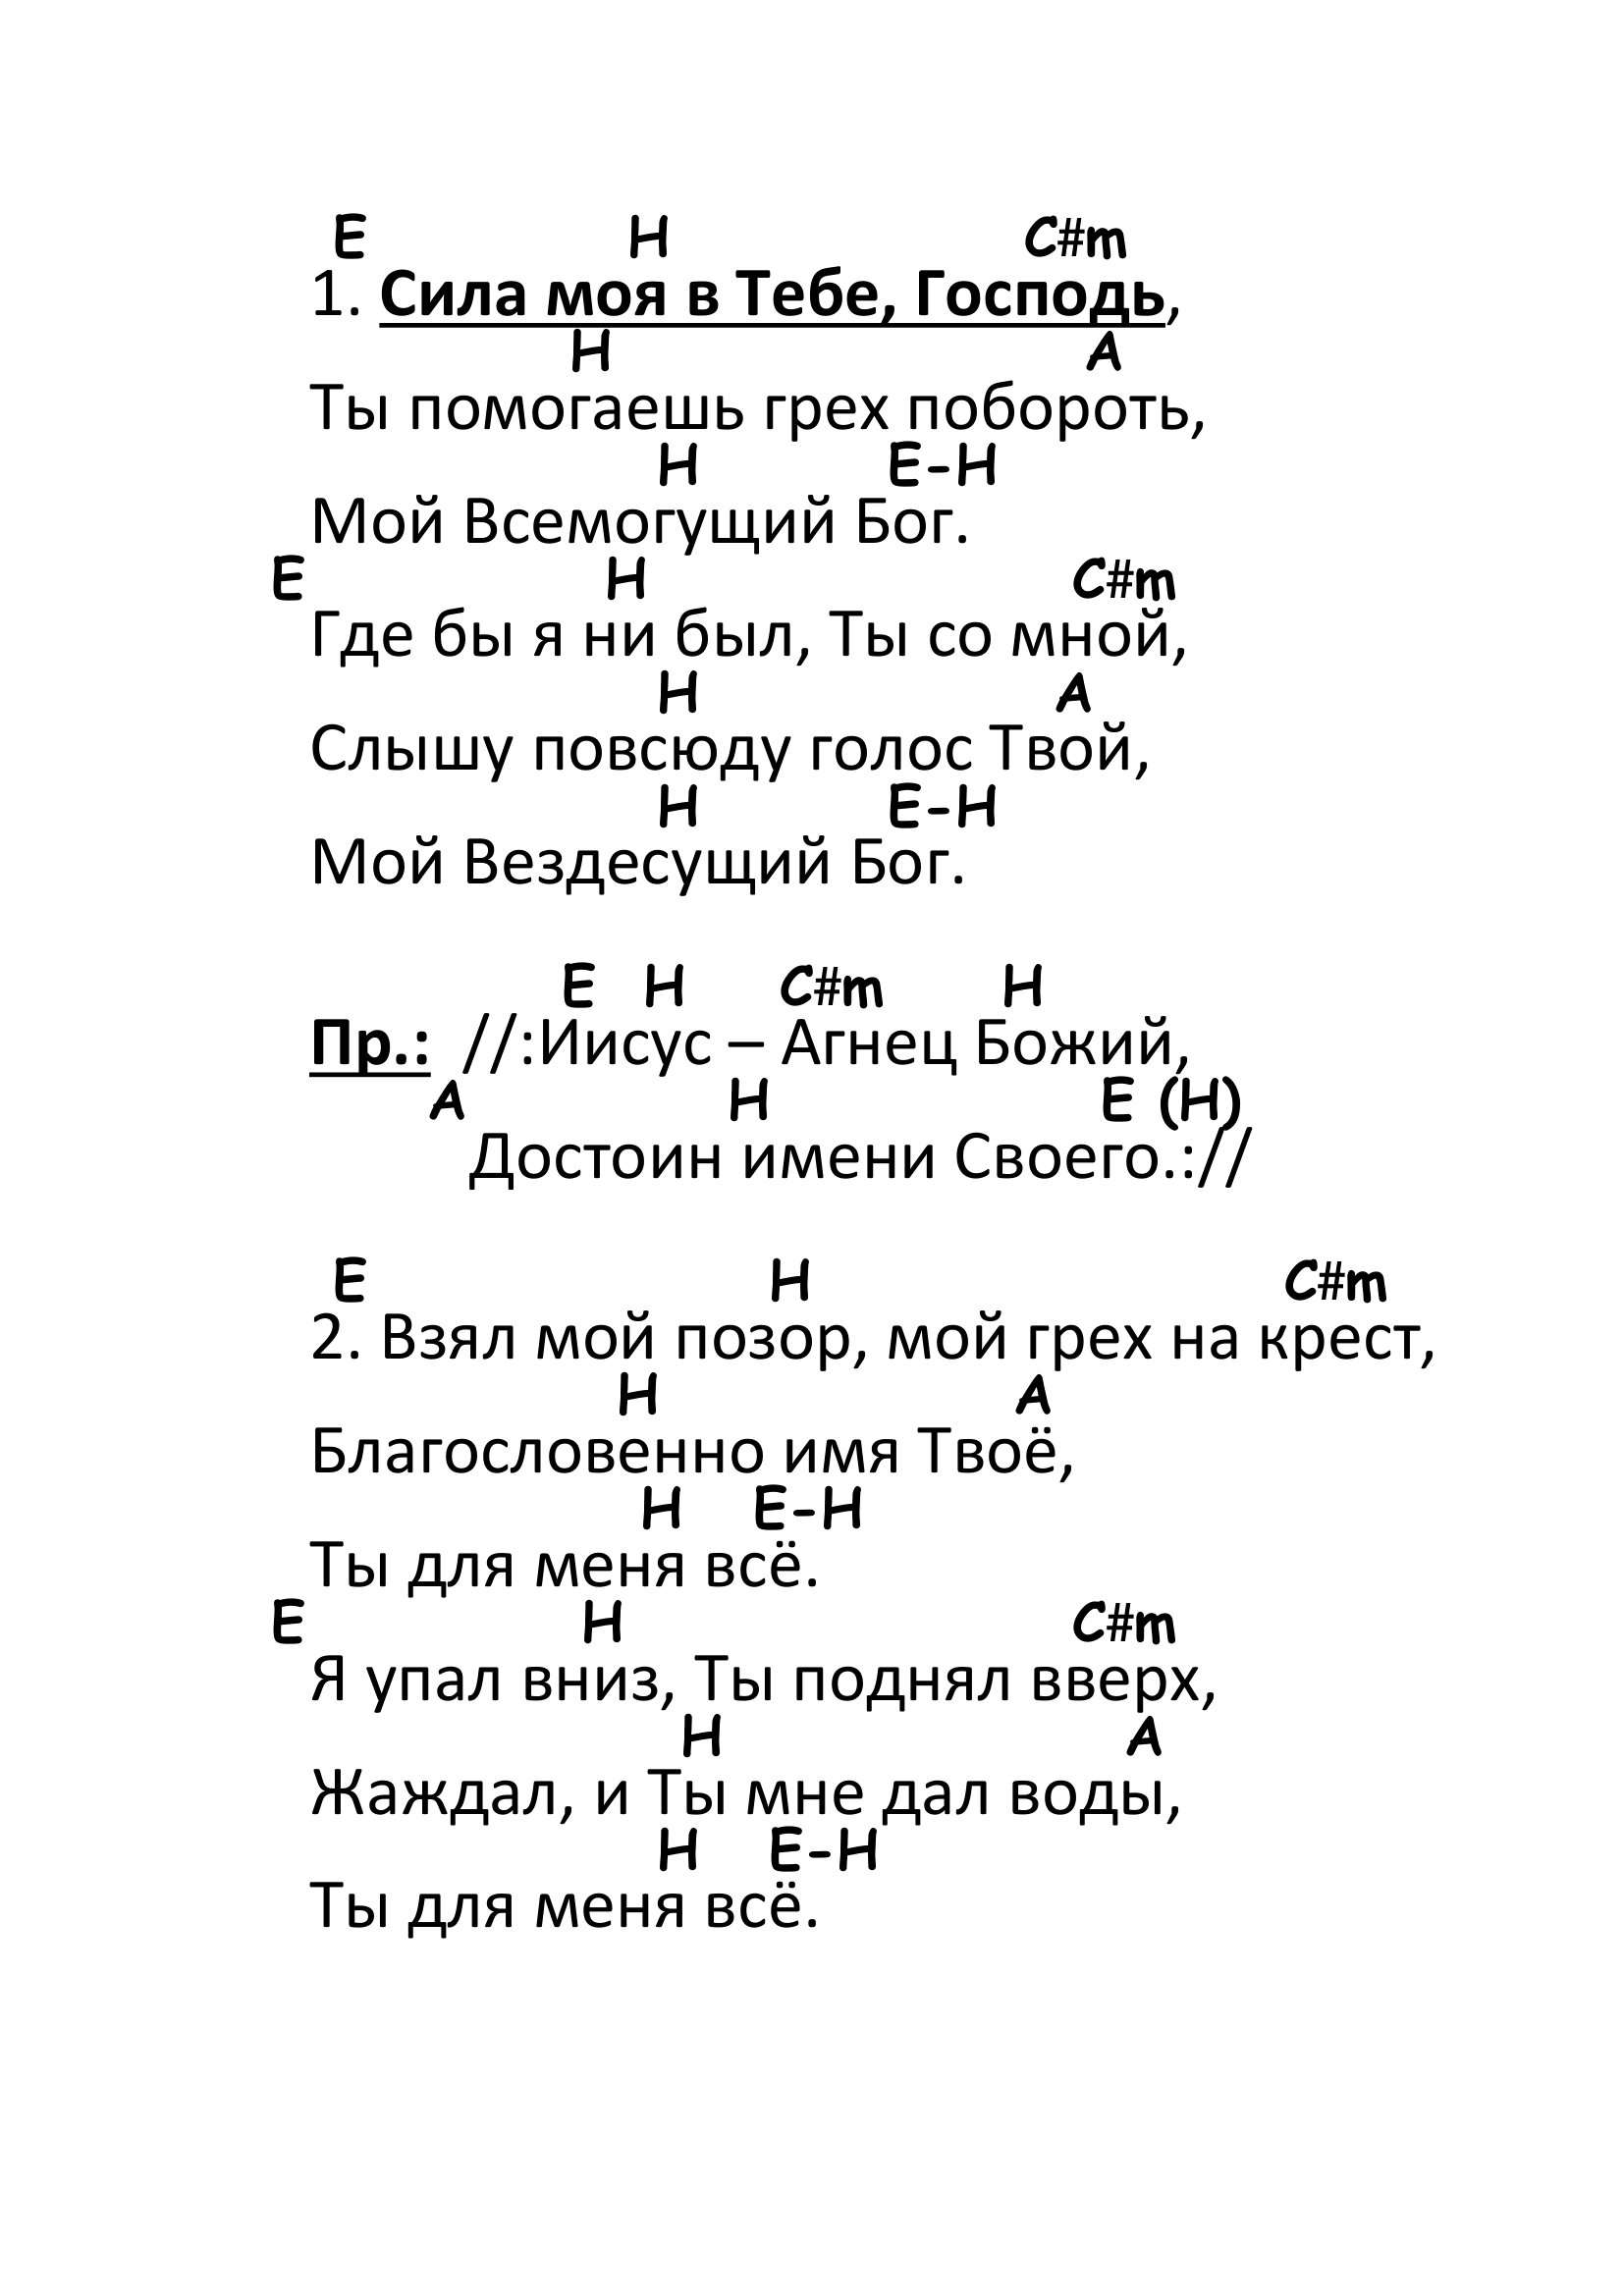 E H C#m
1. Сила моя в Тебе, Господь,
H A
Ты помогаешь грех побороть,
H E-H
Мой Всемогущий Бог.
E H C#m
Где бы я ни был, Ты со мной,
H A
Слышу повсюду голос Твой,
H E-H
Мой Вездесущий Бог.
E H C#m H
Пр.: //:Иисус – Агнец Божий,
A H E (H)
Достоин имени Своего.://
E H C#m
2. Взял мой позор, мой грех на крест,
H A
Благословенно имя Твоё,
H E-H
Ты для меня всё.
E H C#m
Я упал вниз, Ты поднял вверх,
H A
Жаждал, и Ты мне дал воды,
H E-H
Ты для меня всё.